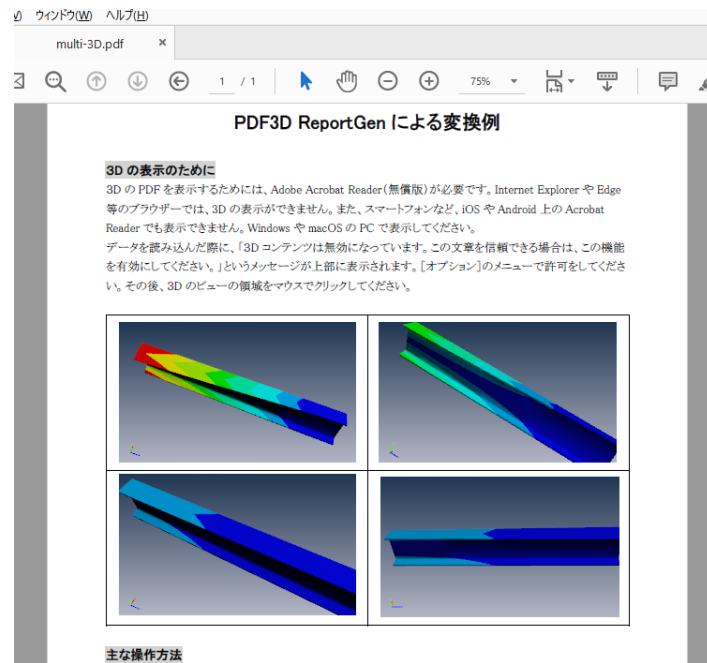 ウィンドウ(W) ヘルプ(H)
multi-3D.pdf ×
1 / 1 75%
PDF3D ReportGen による変換例
3D の表示のために
3D の PDF を表示するためには、Adobe Acrobat Reader(無償版)が必要です。Internet Explorer や Edge
等のブラウザーでは、3D の表示ができません。また、スマートフォンなど、iOS や Android 上の Acrobat
Reader でも表示できません。Windows や macOS の PC で表示してください。
データを読み込んだ際に、「3D コンテンツは無効になっています。この文章を信頼できる場合は、この機能
を有効にしてください。」というメッセージが上部に表示されます。[オプション]のメニューで許可をしてくださ
い。その後、3D のビューの領域をマウスでクリックしてください。
主な操作方法